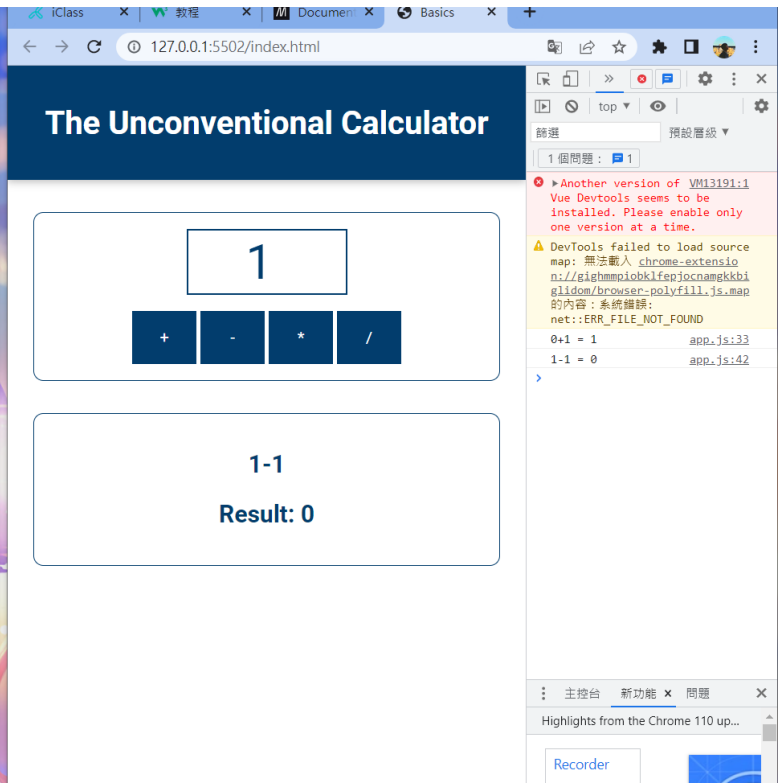 iClass
教程
Document
Basics
127.0.0.1:5502/index.html
The Unconventional Calculator
1
+ - * /
1-1
Result: 0
top ▼
篩選
預設層級 ▼
1 個問題： 1
Another version of VM13191:1
Vue Devtools seems to be
installed. Please enable only
one version at a time.
DevTools failed to load source
map: 無法載入 chrome-extensio
n://gighmmpiobklfepjocnamgkkbi
glidom/browser-polyfill.js.map
的內容：系統錯誤:
net::ERR_FILE_NOT_FOUND
0+1 = 1 app.js:33
1-1 = 0 app.js:42
主控台 新功能 問題
Highlights from the Chrome 110 up...
Recorder